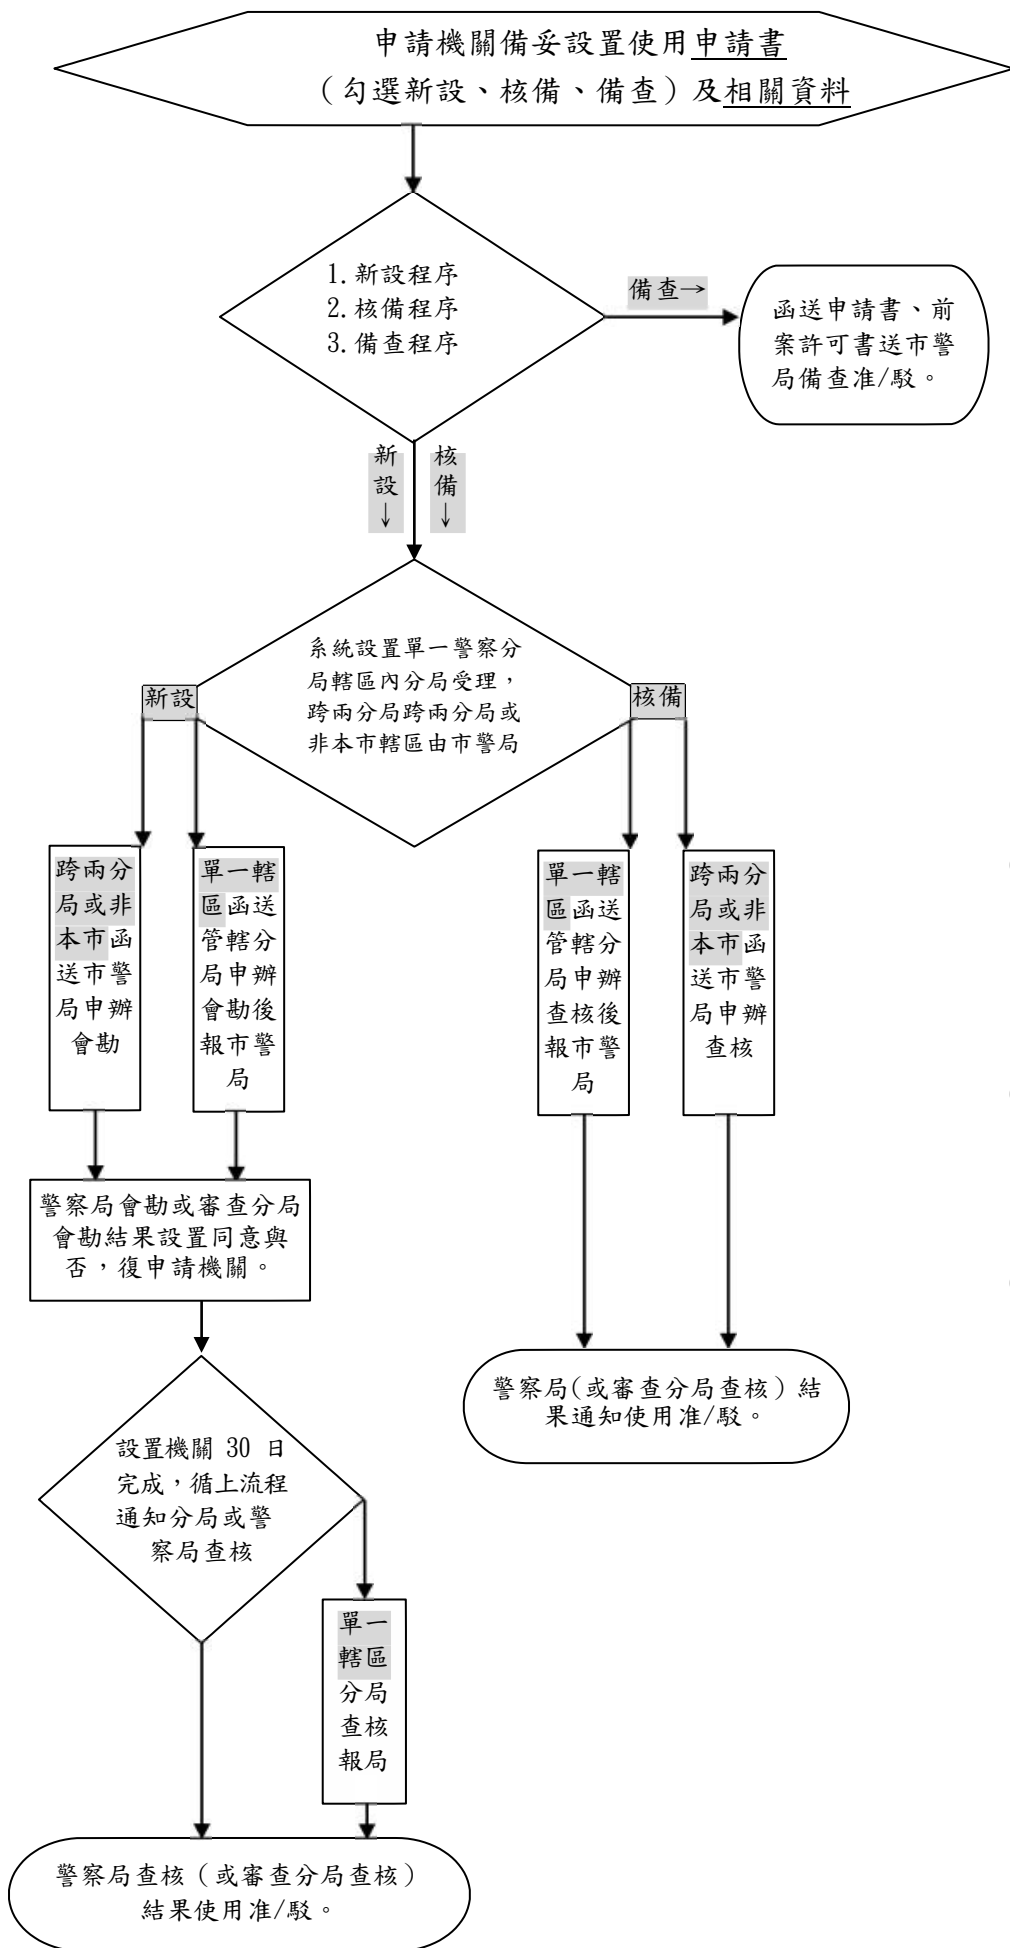 申請機關備妥設置使用申請書
（勾選新設、核備、備查）及相關資料
1.新設程序
2.核備程序
3.備查程序
備查→
函送申請書、前
案許可書送市警
局備查准/駁。
新
設
↓
核
備
↓
系統設置單一警察分
局轄區內分局受理，
跨兩分局跨兩分局或
非本市轄區由市警局
新設
核備
跨兩分
局或非
本市函
送市警
局申辦
會勘
單一轄
區函送
管轄分
局申辦
會勘後
報市警
局
單一轄
區函送
管轄分
局申辦
查核後
報市警
局
跨兩分
局或非
本市函
送市警
局申辦
查核
警察局會勘或審查分局
會勘結果設置同意與
否，復申請機關。
警察局(或審查分局查核）結
果通知使用准/駁。
設置機關 30 日
完成，循上流程
通知分局或警
察局查核
單一
轄區
分局
查核
報局
警察局查核（或審查分局查核）
結果使用准/駁。